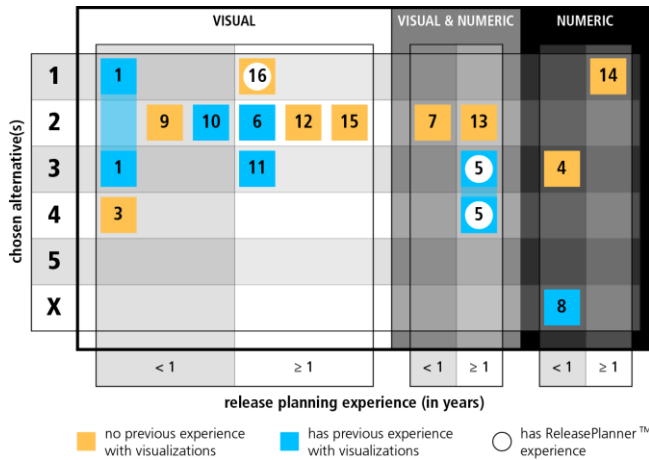 VISUAL VISUAL & NUMERIC NUMERIC
1 1 16 14
2 9 10 6 12 15 7 13
3 1 11 5 4
4 3 5
5
X 8
chosen alternative(s)
< 1 ≥ 1 < 1 ≥ 1 < 1 ≥ 1
release planning experience (in years)
no previous experience has previous experience has ReleasePlanner™
with visualizations with visualizations experience